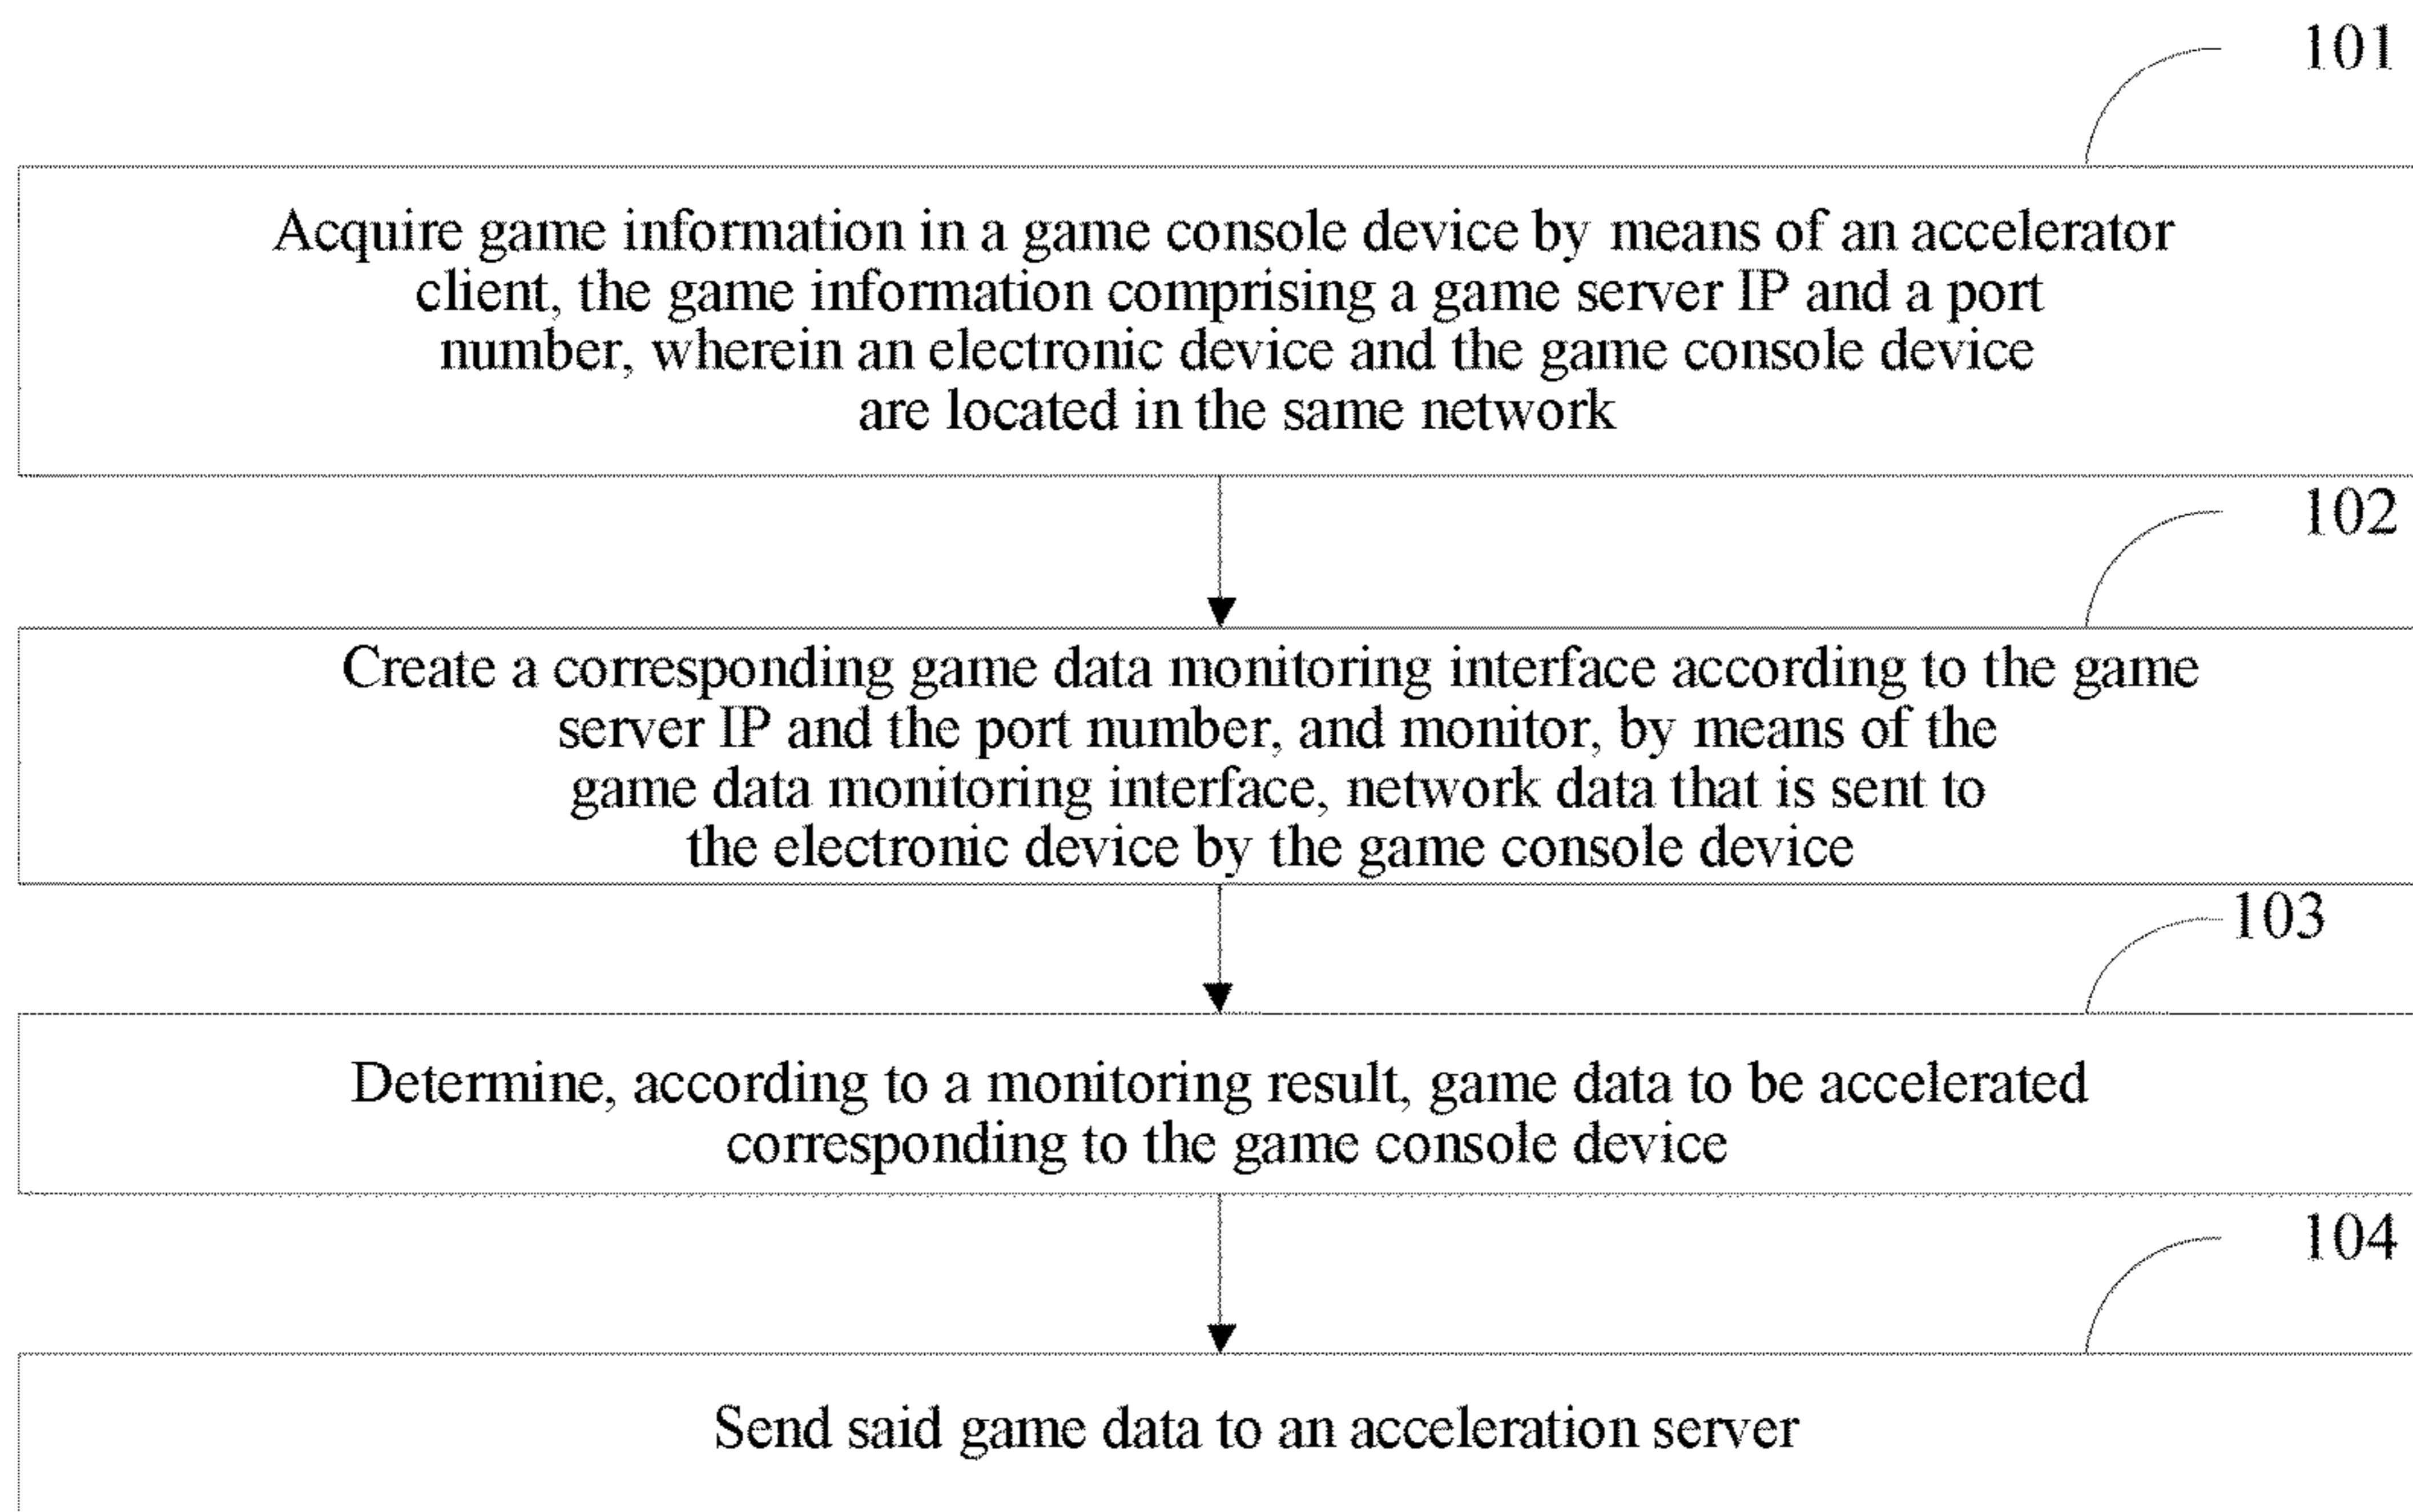 101
Acquire game information in a game console device by means of an accelerator
client, the game information comprising a game server IP and a port
number, wherein an electronic device and the game console device
are located in the same network
102
Create a corresponding game data monitoring interface according to the game
server IP and the port number, and monitor, by means of the
game data monitoring interface, network data that is sent to
the electronic device by the game console device
103
Determine, according to a monitoring result, game data to be accelerated
corresponding to the game console device
104
Send said game data to an acceleration server